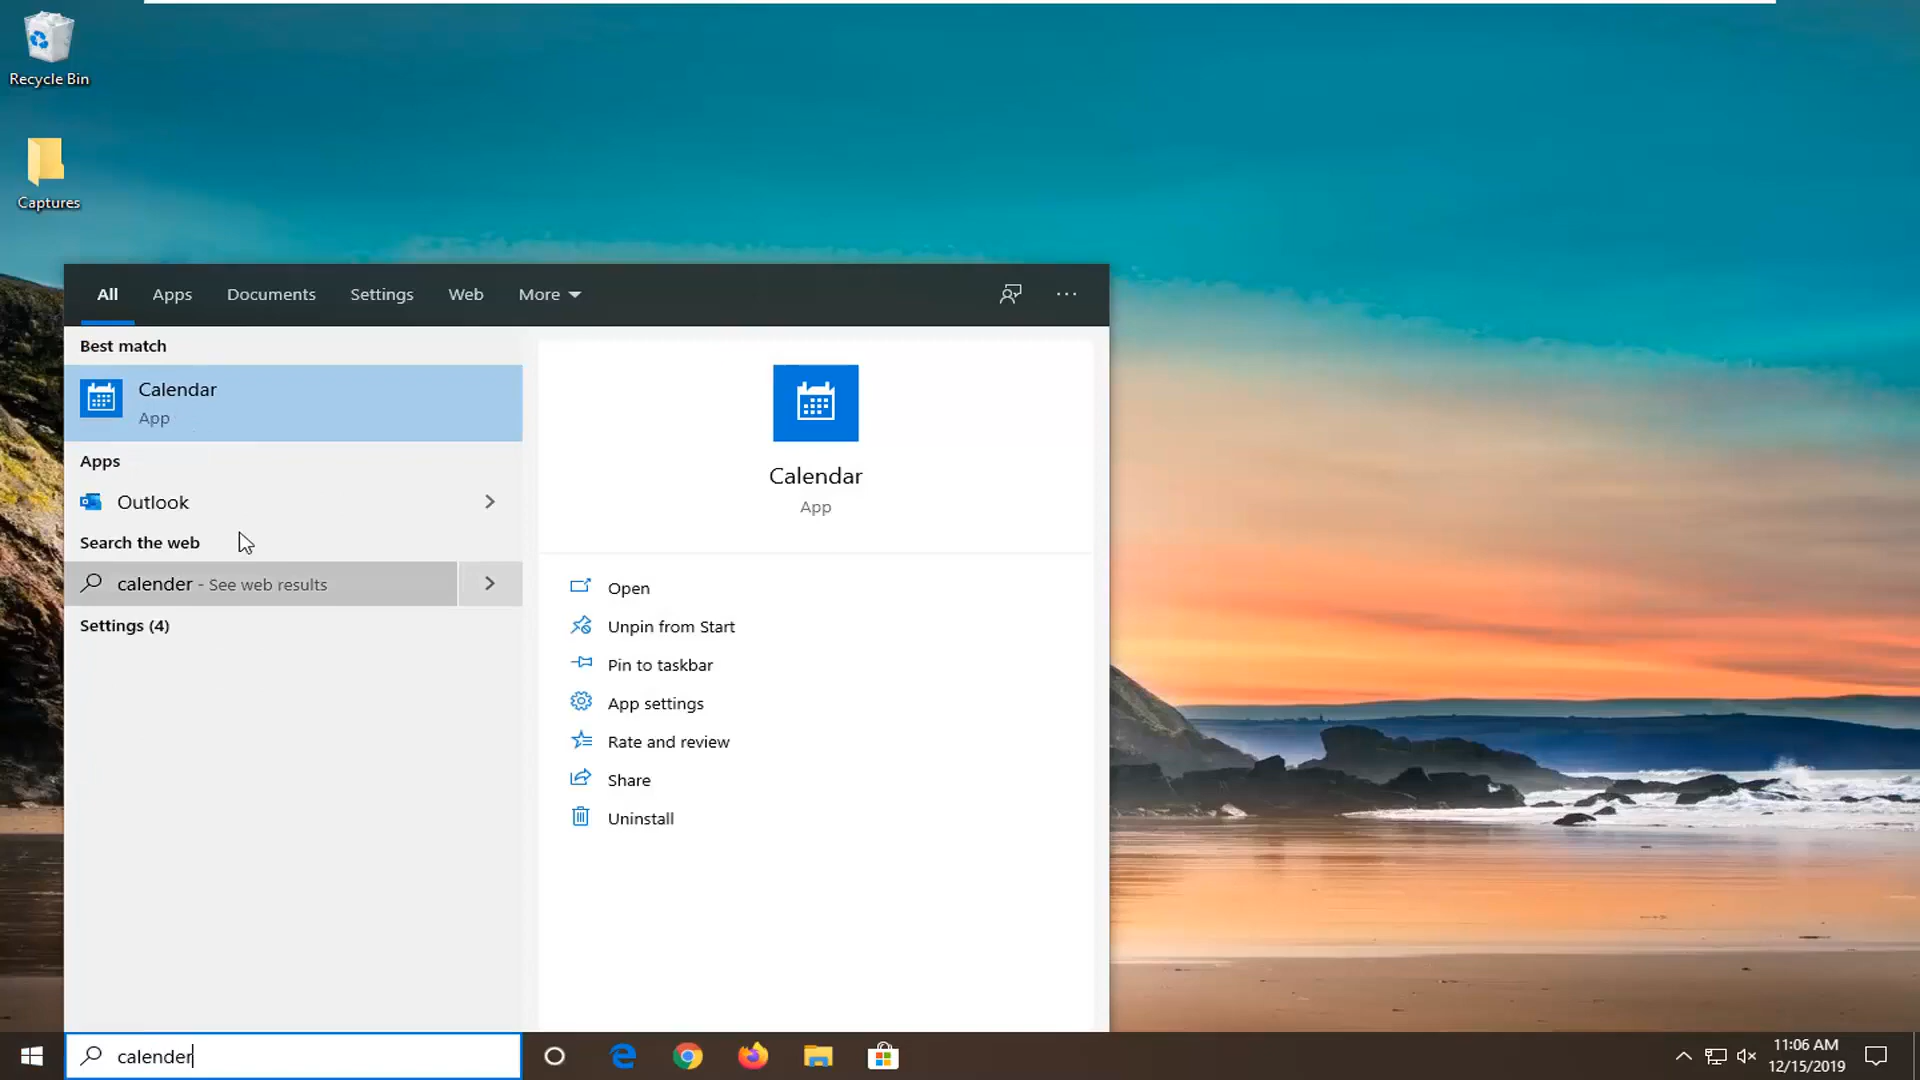 Recycle Bin
Captures
All Apps Documents Settings Web More
Best match
Calendar
App
Apps
Outlook
Search the web
calender - See web results
Settings (4)
Calendar
App
Open
Unpin from Start
Pin to taskbar
App settings
Rate and review
Share
Uninstall
calender
11:06 AM
12/15/2019